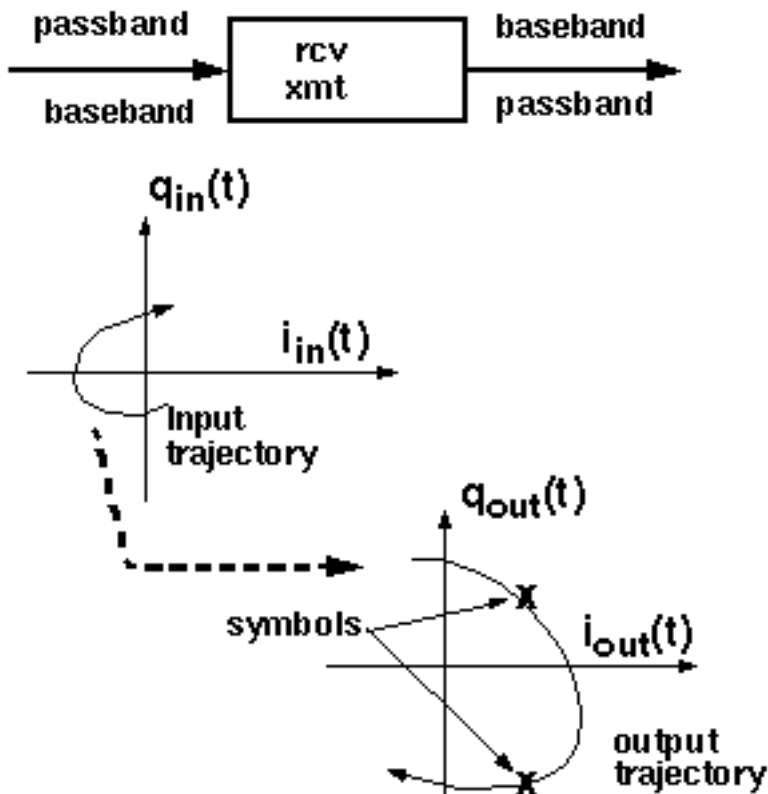 passband
baseband
rcv
xmt
baseband
passband
q_in(t)
i_in(t)
Input
trajectory
q_out(t)
symbols
X
i_out(t)
X
output
trajectory